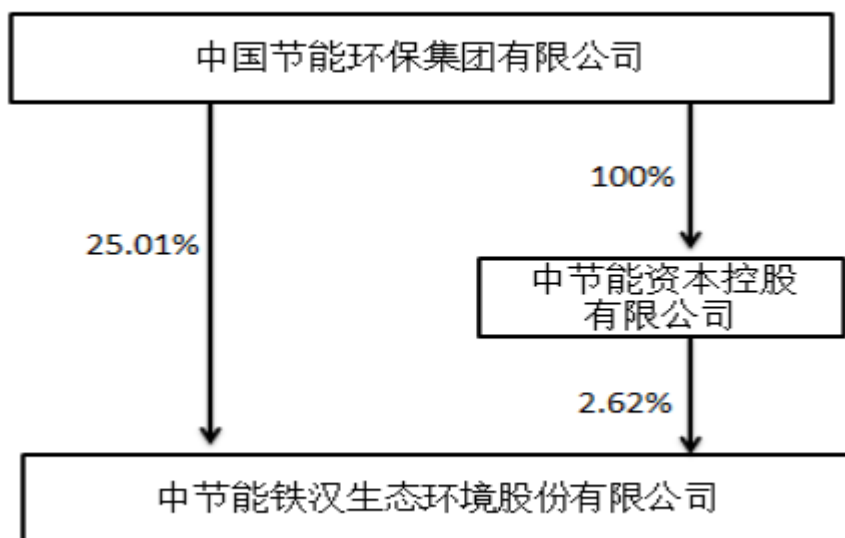 中国节能环保集团有限公司
100%
25.01%
中节能资本控股
有限公司
2.62%
中节能铁汉生态环境股份有限公司